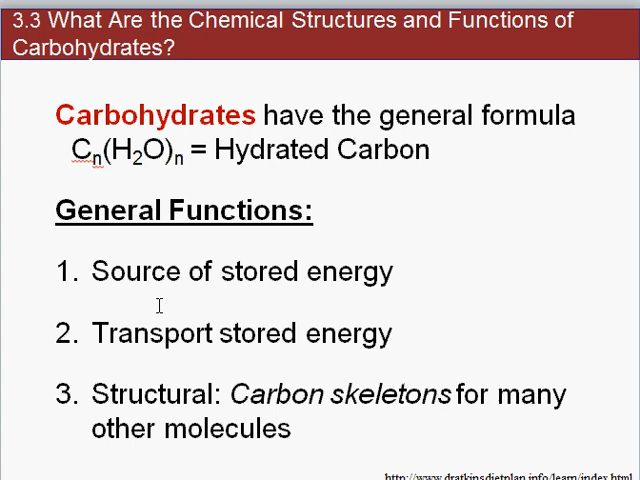 3.3 What Are the Chemical Structures and Functions of
Carbohydrates?
Carbohydrates have the general formula
Cn(H2O)n = Hydrated Carbon
General Functions:
1. Source of stored energy
2. Transport stored energy
3. Structural: Carbon skeletons for many
other molecules
http://www.dratkinsdietplan.info/learn/index.html